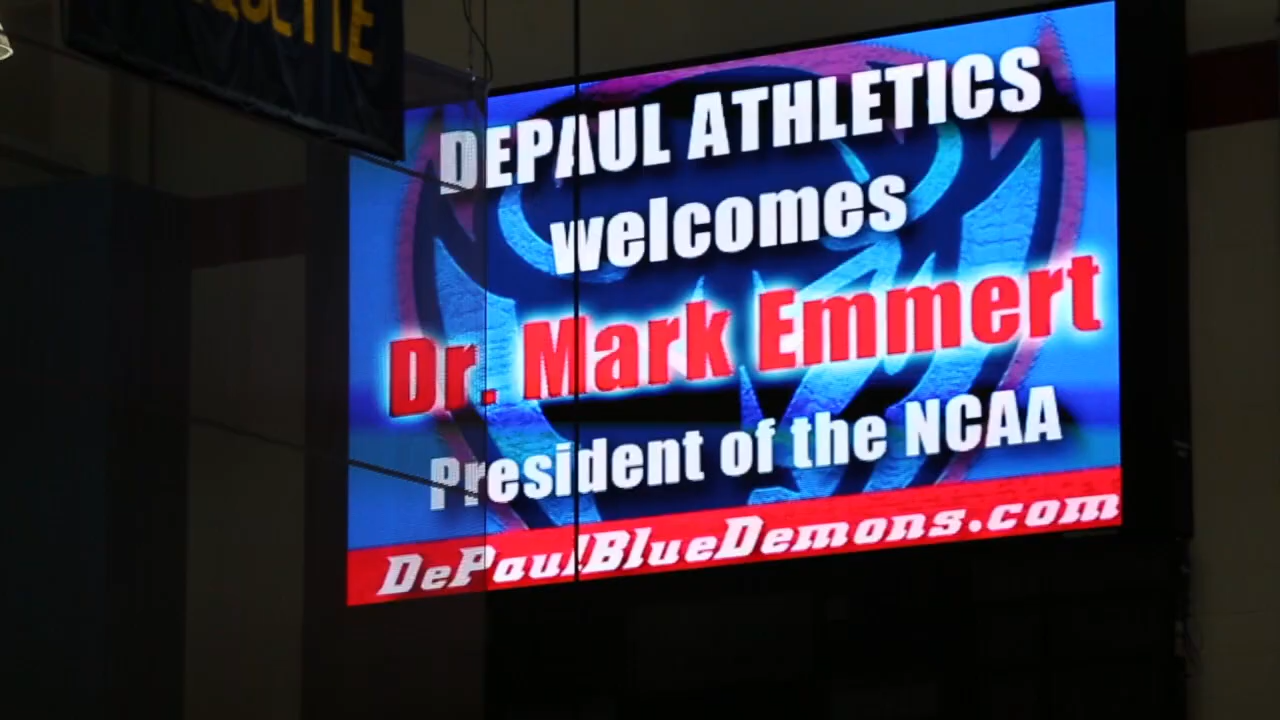 DEPAUL ATHLETICS
welcomes
Dr. Mark Emmert
President of the NCAA
DePaulBlueDemons.com